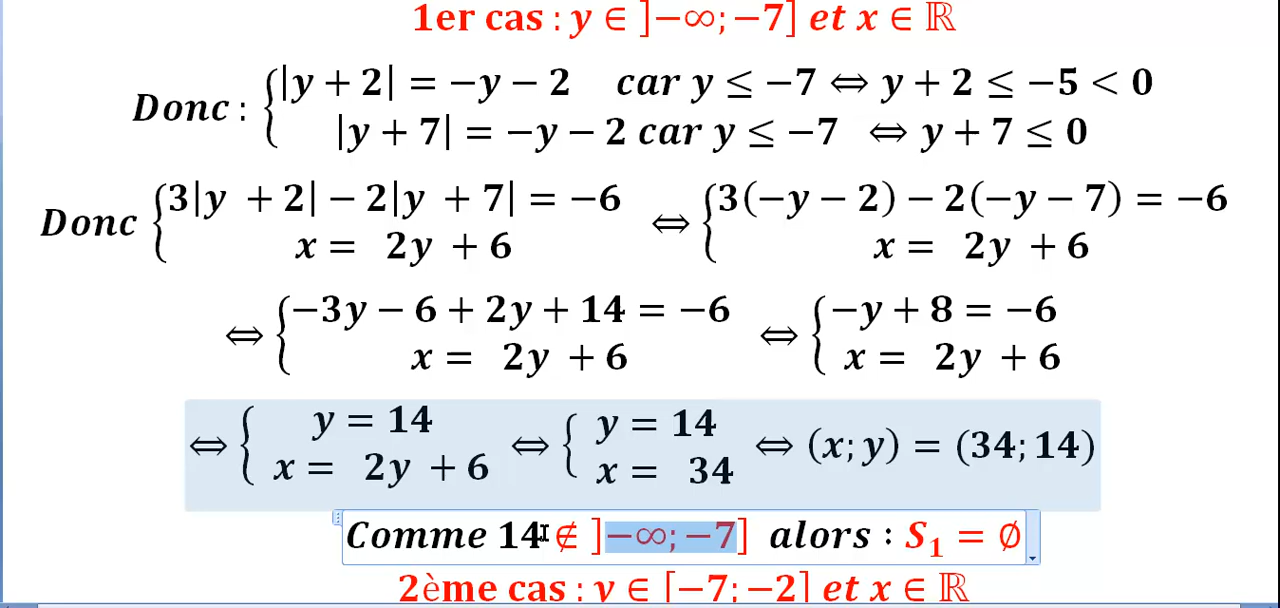 1er cas : y ∈ ]−∞; −7] et x ∈ ℝ
Donc : { |y + 2| = −y − 2 car y ≤ −7 ⇔ y + 2 ≤ −5 < 0
|y + 7| = −y − 2 car y ≤ −7 ⇔ y + 7 ≤ 0
Donc { 3|y + 2| − 2|y + 7| = −6 ⇔ { 3(−y − 2) − 2(−y − 7) = −6
x = 2y + 6 x = 2y + 6
⇔ { −3y − 6 + 2y + 14 = −6 ⇔ { −y + 8 = −6
x = 2y + 6 x = 2y + 6
⇔ { y = 14 ⇔ { y = 14 ⇔ (x; y) = (34; 14)
x = 2y + 6 x = 34
Comme 14 ∉ ]−∞; −7] alors : S₁ = ∅
2ème cas : y ∈ [−7; −2] et x ∈ ℝ